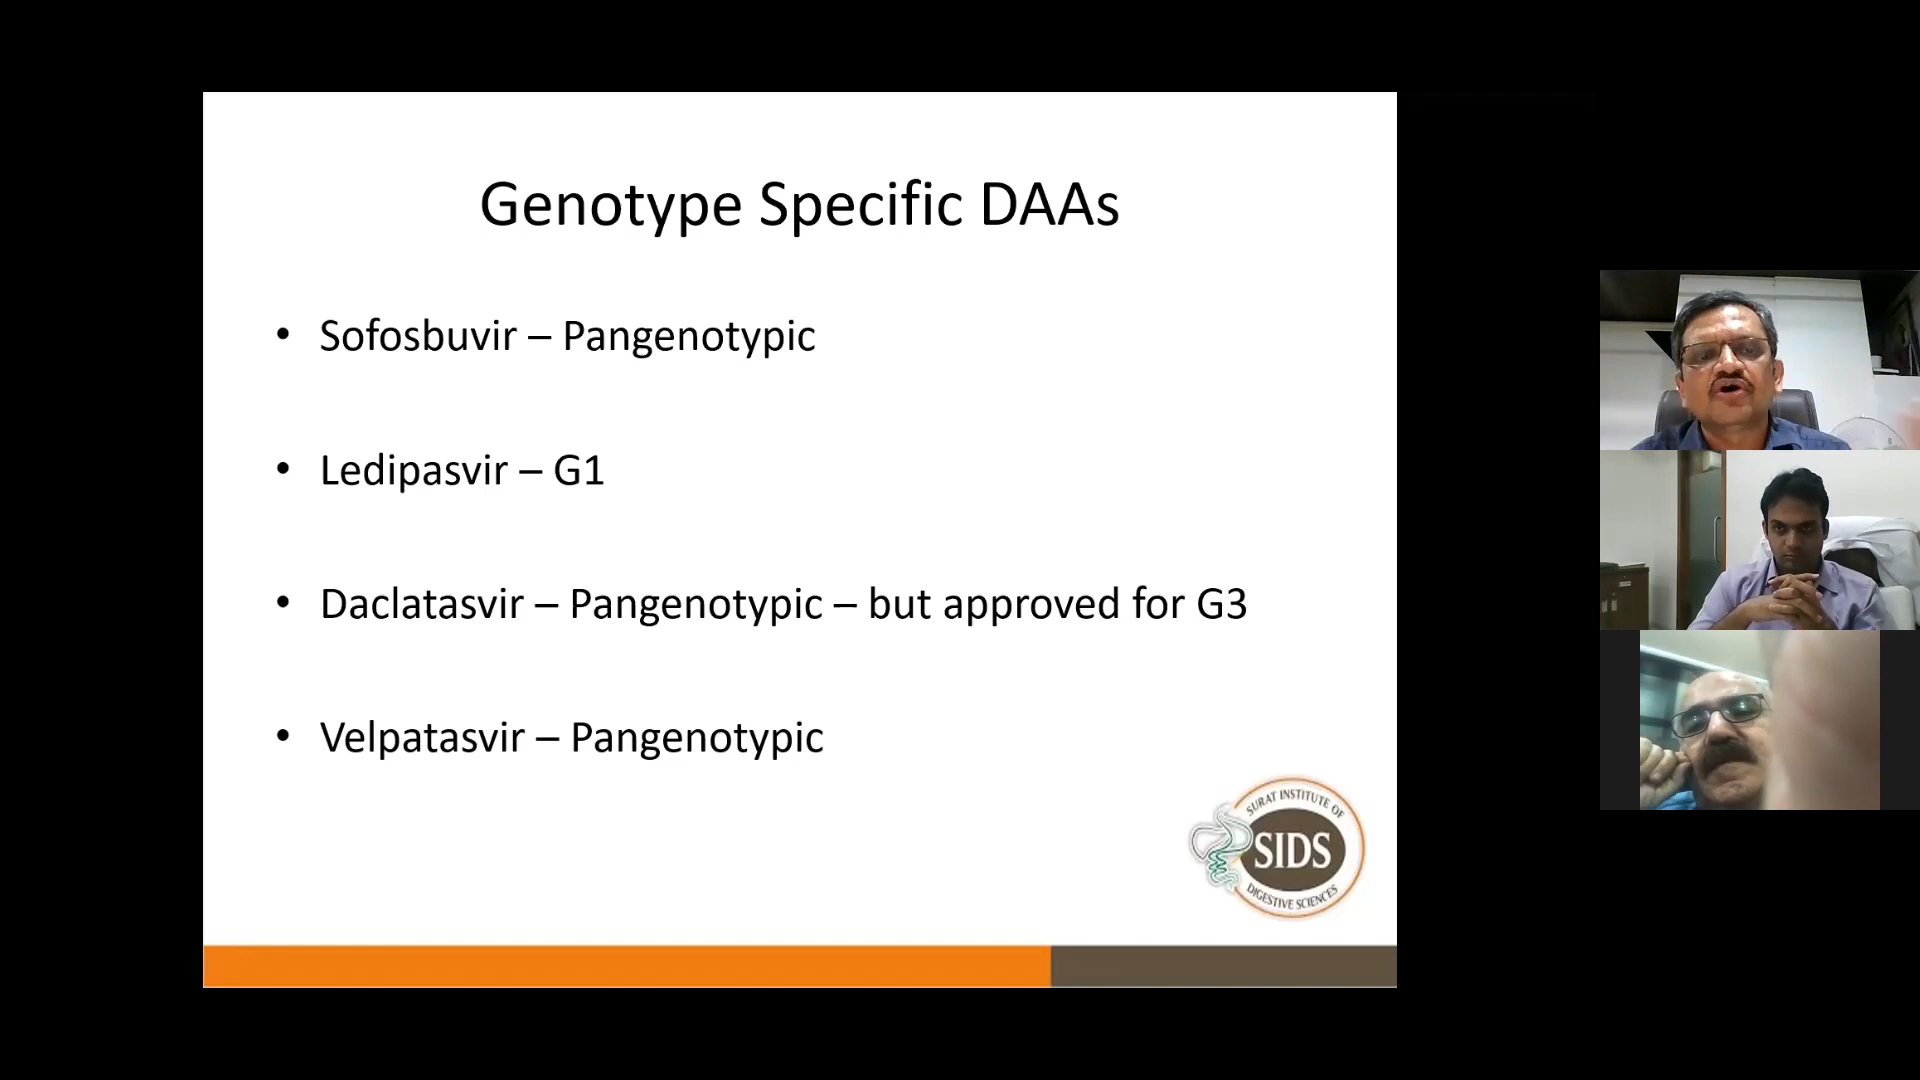 Genotype Specific DAAs
• Sofosbuvir – Pangenotypic
• Ledipasvir – G1
• Daclatasvir – Pangenotypic – but approved for G3
• Velpatasvir – Pangenotypic
SURAT INSTITUTE OF
SIDS
DIGESTIVE SCIENCES